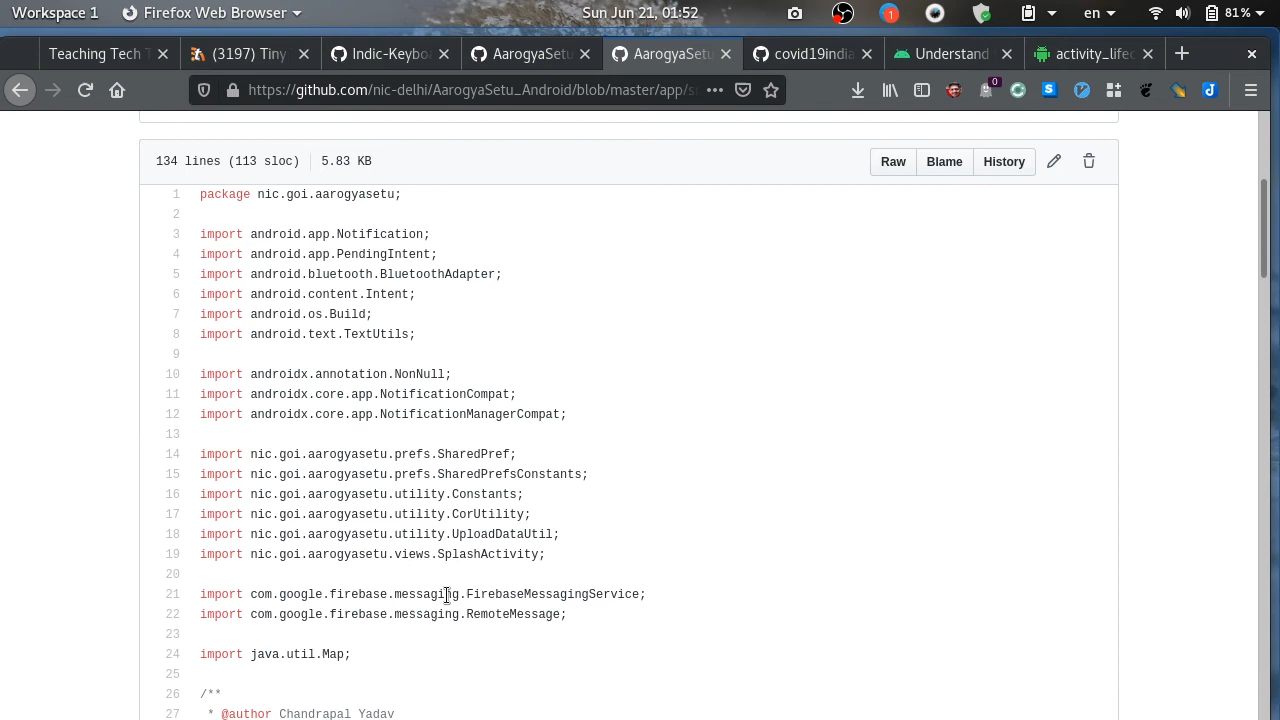 Workspace 1 Firefox Web Browser Sun Jun 21, 01:52 1 en 81%
Teaching Tech T (3197) Tiny Indic-Keybo AarogyaSetu AarogyaSetu covid19india Understand activity_lifec
https://github.com/nic-delhi/AarogyaSetu_Android/blob/master/app/s 0
134 lines (113 sloc) 5.83 KB Raw Blame History
1 package nic.goi.aarogyasetu;
2
3 import android.app.Notification;
4 import android.app.PendingIntent;
5 import android.bluetooth.BluetoothAdapter;
6 import android.content.Intent;
7 import android.os.Build;
8 import android.text.TextUtils;
9
10 import androidx.annotation.NonNull;
11 import androidx.core.app.NotificationCompat;
12 import androidx.core.app.NotificationManagerCompat;
13
14 import nic.goi.aarogyasetu.prefs.SharedPref;
15 import nic.goi.aarogyasetu.prefs.SharedPrefsConstants;
16 import nic.goi.aarogyasetu.utility.Constants;
17 import nic.goi.aarogyasetu.utility.CorUtility;
18 import nic.goi.aarogyasetu.utility.UploadDataUtil;
19 import nic.goi.aarogyasetu.views.SplashActivity;
20
21 import com.google.firebase.messaging.FirebaseMessagingService;
22 import com.google.firebase.messaging.RemoteMessage;
23
24 import java.util.Map;
25
26 /**
27 * @author Chandrapal Yadav